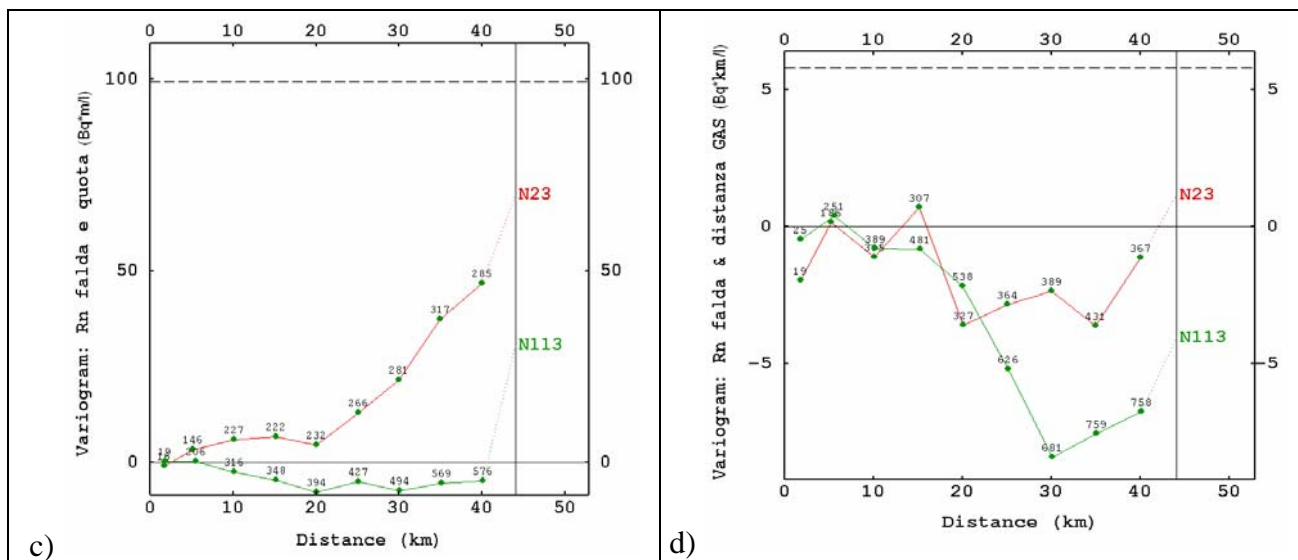 0 10 20 30 40 50
100 100
50 50
0 0
N23
N113
19 146 227 222 232 266 281 317 285
206 316 348 394 427 494 569 576
0 10 20 30 40 50
Distance (km)
Variogram: Rn falda e quota (Bq*m/l)
c)
0 10 20 30 40 50
5 5
0 0
-5 -5
N23
N113
19 307 327 364 389 431 367
25 251 389 481 538 626 681 759 758
0 10 20 30 40 50
Distance (km)
Variogram: Rn falda & distanza GAS (Bq*km/l)
d)